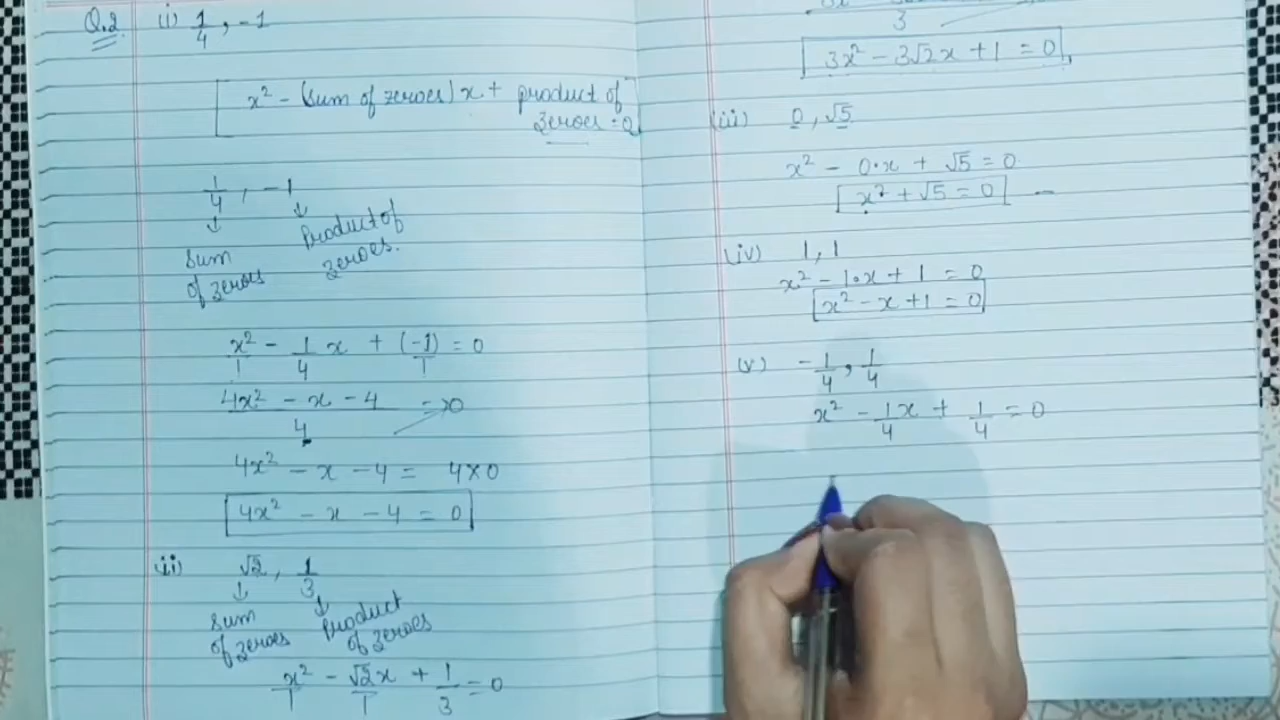 Q.2 (i) 1/4, -1
x² - (sum of zeroes) x + product of
zeroes = 0
1/4, -1
↓ ↓
Sum of zeroes
Product of zeroes.
x²/1 - 1/4 x + (-1)/1 = 0
4x² - x - 4 / 4 = 0
4x² - x - 4 = 4×0
4x² - x - 4 = 0
ii) √2, 1/3
↓ ↓
Sum of zeroes
Product of zeroes
x²/1 - √2x/1 + 1/3 = 0
3
3x² - 3√2x + 1 = 0
(iii) 0, √5
x² - 0·x + √5 = 0
x² + √5 = 0
(iv) 1, 1
x² - 1·x + 1 = 0
x² - x + 1 = 0
(v) -1/4, 1/4
x² - 1/4 x + 1/4 = 0